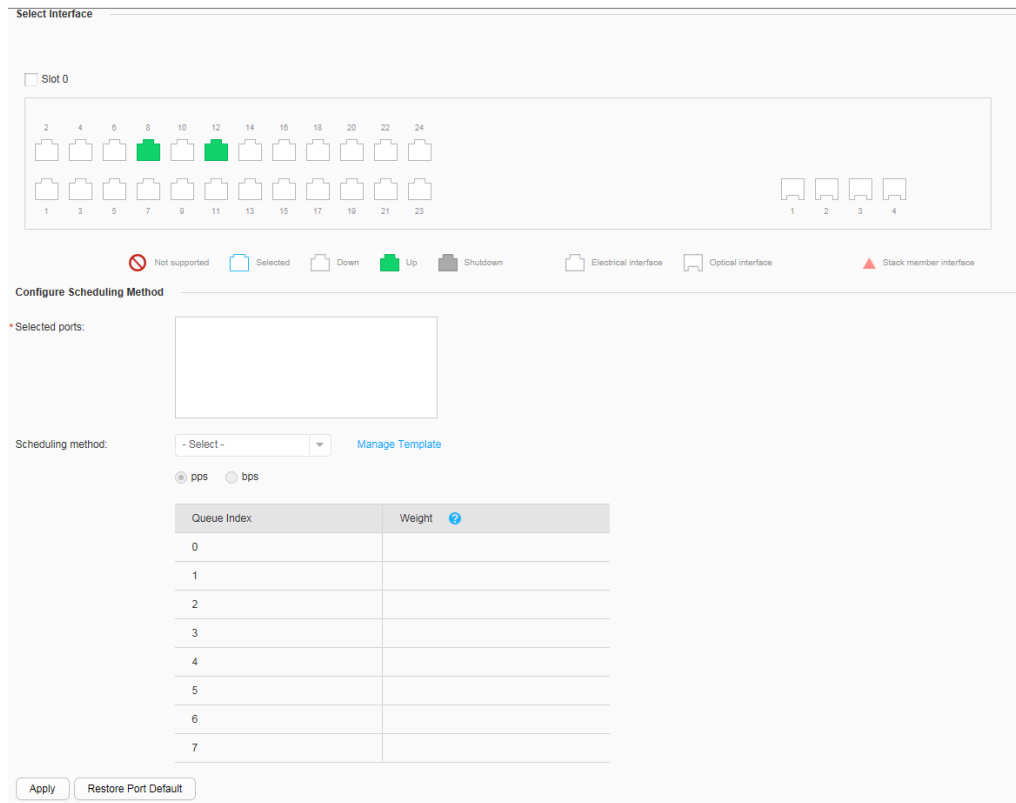 Select Interface
Slot 0
2 4 6 8 10 12 14 16 18 20 22 24
1 3 5 7 9 11 13 15 17 19 21 23 1 2 3 4
Not supported Selected Down Up Shutdown Electrical interface Optical interface Stack member interface
Configure Scheduling Method
* Selected ports:
Scheduling method: - Select - Manage Template
pps bps
Queue Index Weight ?
0
1
2
3
4
5
6
7
Apply Restore Port Default